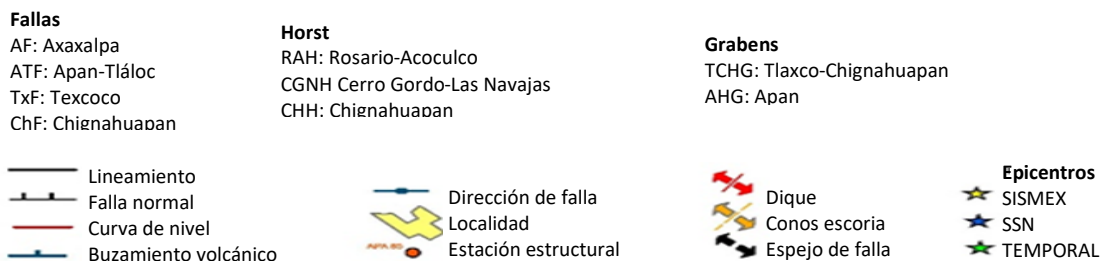 Fallas
AF: Axaxalpa
ATF: Apan-Tláloc
TxF: Texcoco
ChF: Chignahuapan
Horst
RAH: Rosario-Acoculco
CGNH Cerro Gordo-Las Navajas
CHH: Chignahuapan
Grabens
TCHG: Tlaxco-Chignahuapan
AHG: Apan
Lineamiento
Falla normal
Curva de nivel
Buzamiento volcánico
Dirección de falla
Localidad
Estación estructural
Dique
Conos escoria
Espejo de falla
Epicentros
SISMEX
SSN
TEMPORAL